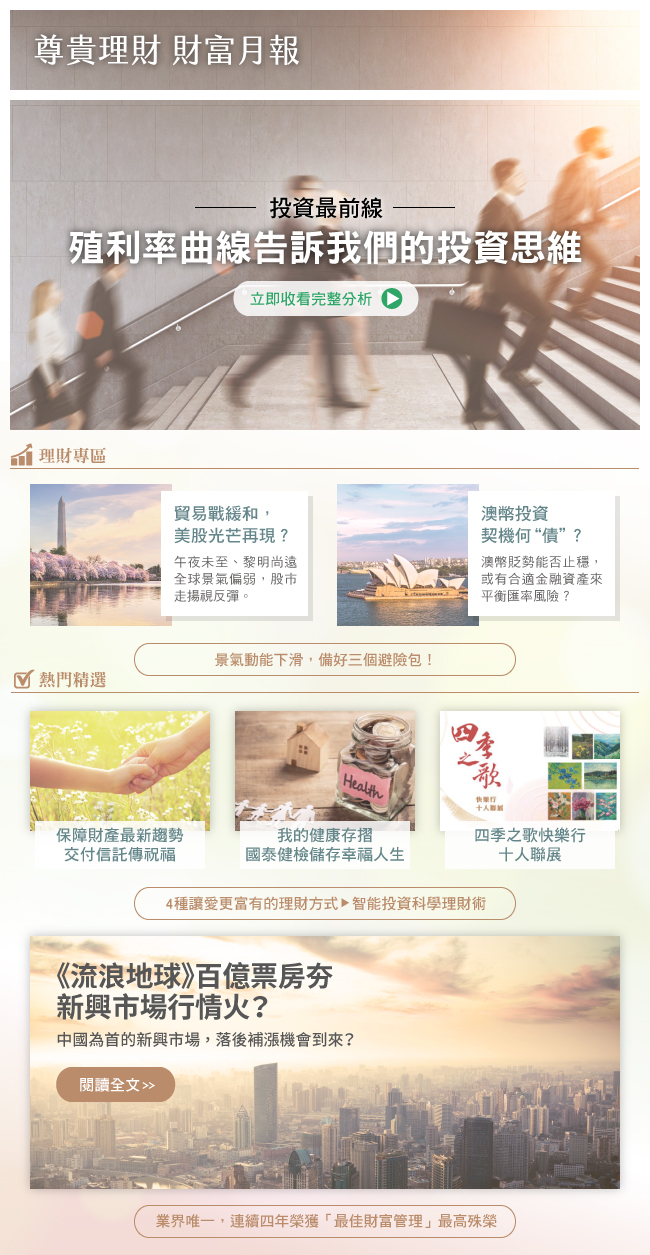 尊貴理財 財富月報
投資最前線
殖利率曲線告訴我們的投資思維
立即收看完整分析
理財專區
貿易戰緩和，
美股光芒再現？
午夜未至、黎明尚遠
全球景氣偏弱，股市
走揚視反彈。
澳幣投資
契機何“債”？
澳幣貶勢能否止穩，
或有合適金融資產來
平衡匯率風險？
景氣動能下滑，備好三個避險包！
熱門精選
保障財產最新趨勢
交付信託傳祝福
Health
我的健康存摺
國泰健檢儲存幸福人生
四季之歌
快樂行
十人聯展
四季之歌快樂行
十人聯展
4種讓愛更富有的理財方式▶智能投資科學理財術
《流浪地球》百億票房夯
新興市場行情火？
中國為首的新興市場，落後補漲機會到來？
閱讀全文>>
業界唯一，連續四年榮獲「最佳財富管理」最高殊榮